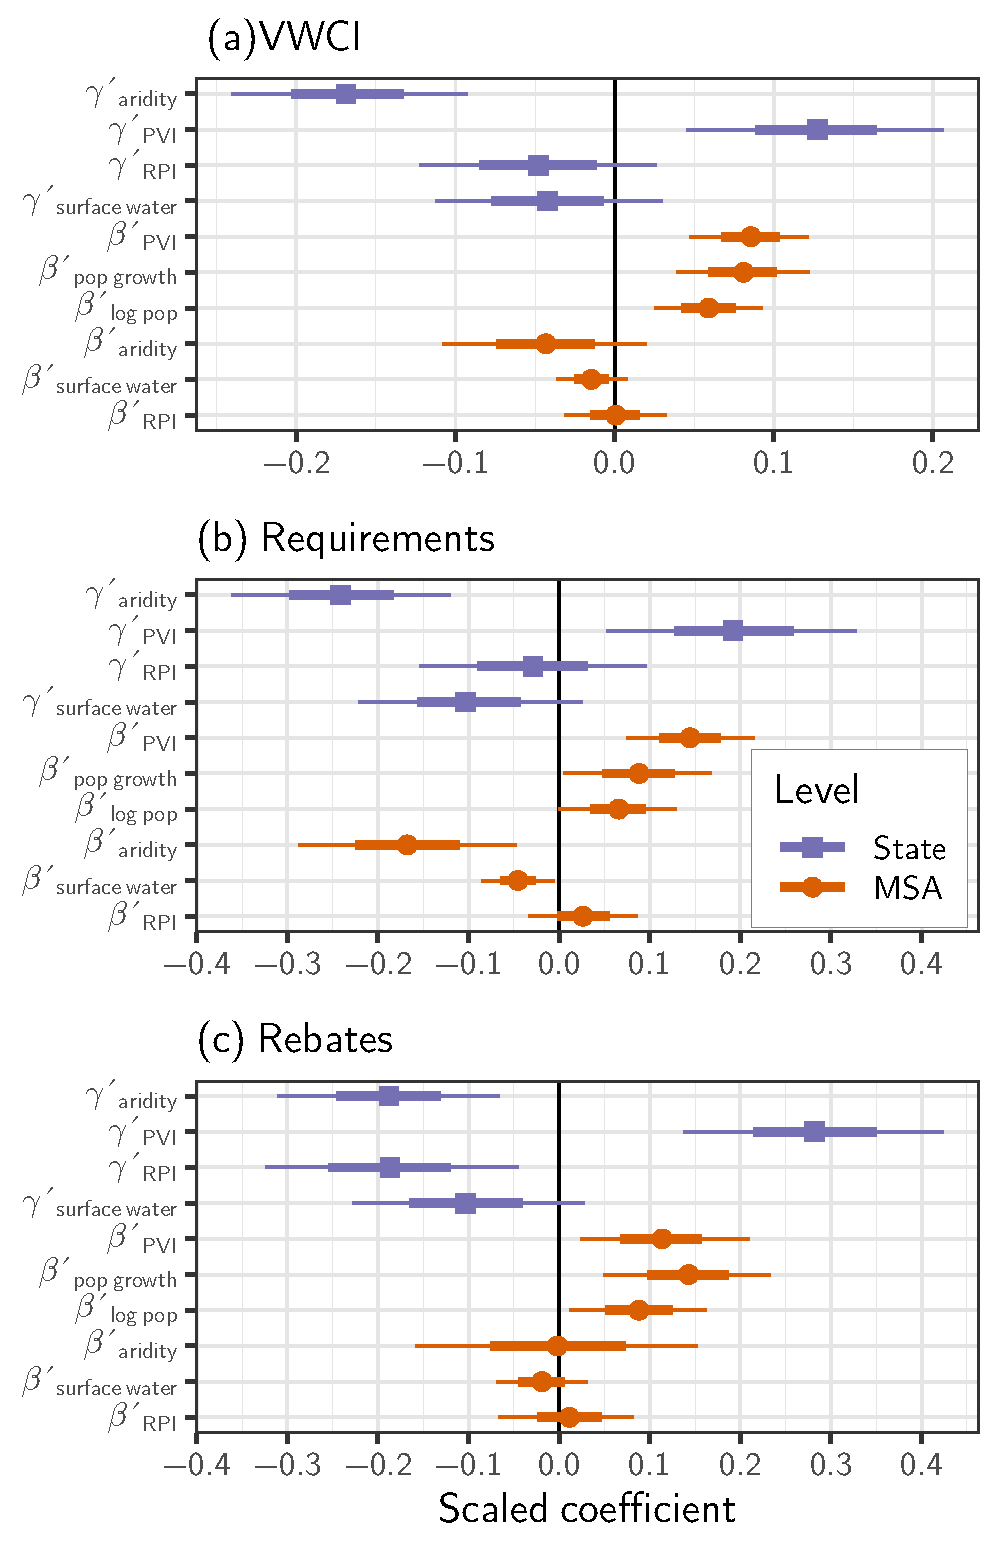 (a)VWCI
γ′aridity
γ′PVI
γ′RPI
γ′surface water
β′PVI
β′pop growth
β′log pop
β′aridity
β′surface water
β′RPI
−0.2 −0.1 0.0 0.1 0.2
(b) Requirements
γ′aridity
γ′PVI
γ′RPI
γ′surface water
β′PVI
β′pop growth
β′log pop
β′aridity
β′surface water
β′RPI
Level
State
MSA
−0.4 −0.3 −0.2 −0.1 0.0 0.1 0.2 0.3 0.4
(c) Rebates
γ′aridity
γ′PVI
γ′RPI
γ′surface water
β′PVI
β′pop growth
β′log pop
β′aridity
β′surface water
β′RPI
−0.4 −0.3 −0.2 −0.1 0.0 0.1 0.2 0.3 0.4
Scaled coefficient